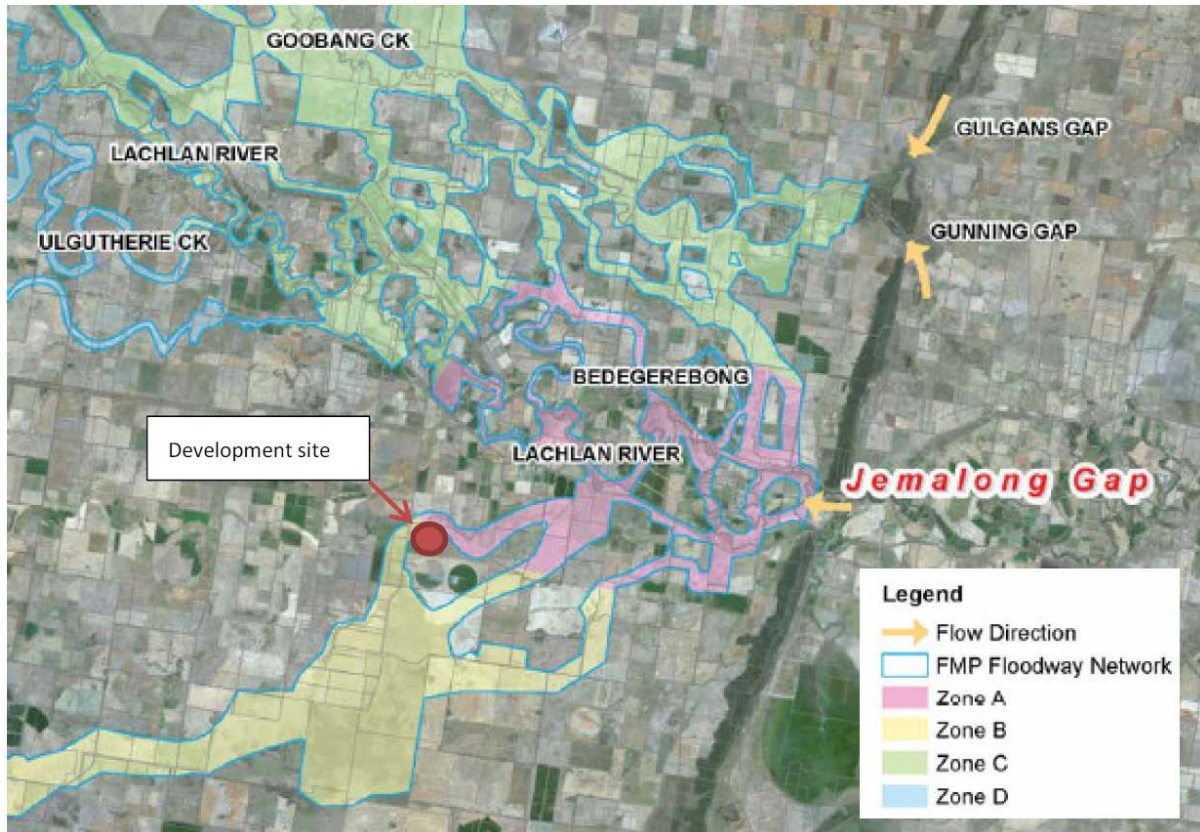 GOOBANG CK
GULGANS GAP
LACHLAN RIVER
GUNNING GAP
ULGUTHERIE CK
BEDEGEREBONG
Development site
LACHLAN RIVER
Jemalong Gap
Legend
Flow Direction
FMP Floodway Network
Zone A
Zone B
Zone C
Zone D